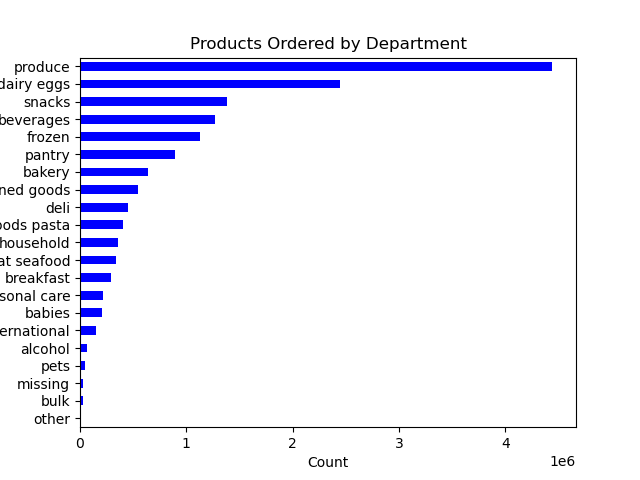 Products Ordered by Department
produce
dairy eggs
snacks
beverages
frozen
pantry
bakery
ned goods
deli
ods pasta
household
at seafood
breakfast
sonal care
babies
ernational
alcohol
pets
missing
bulk
other
0 1 2 3 4
1e6
Count